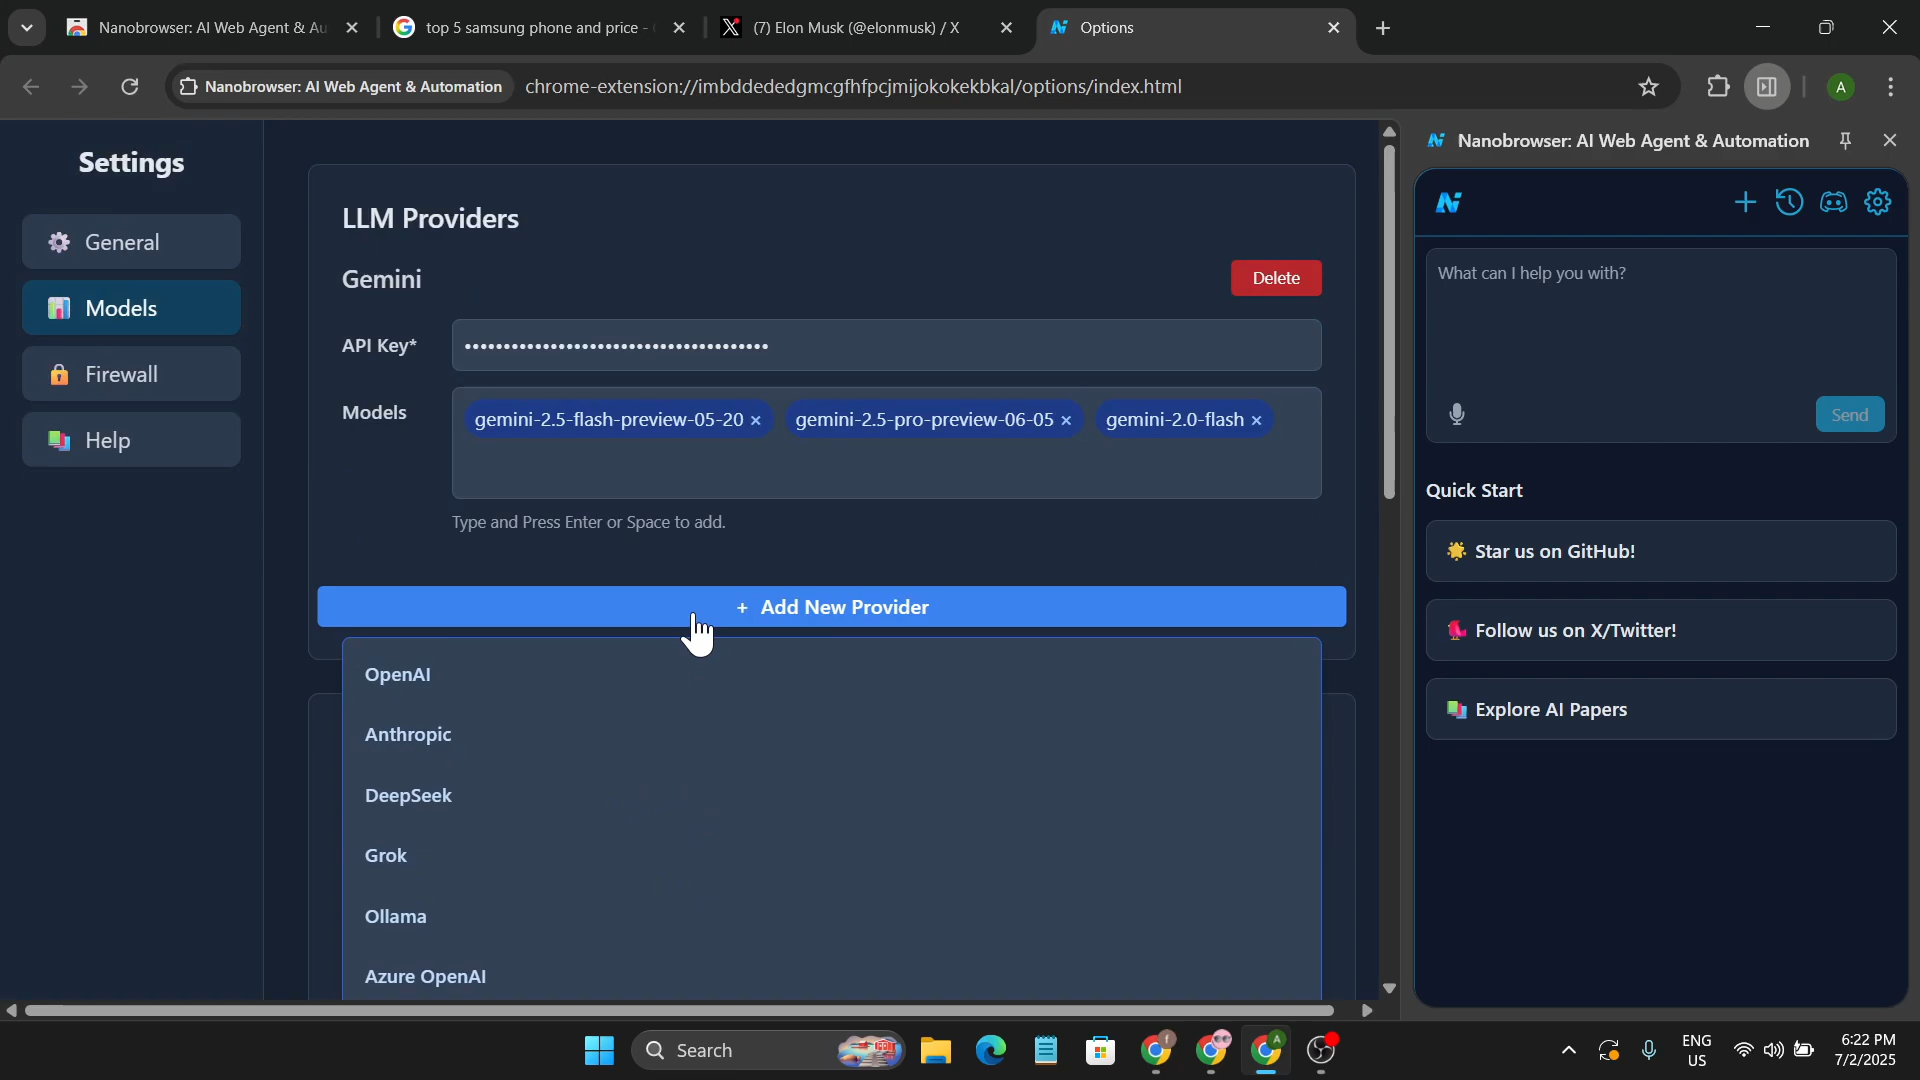 Nanobrowser: AI Web Agent & Au
top 5 samsung phone and price -
(7) Elon Musk (@elonmusk) / X
Options
Nanobrowser: AI Web Agent & Automation
chrome-extension://imbddededgmcgfhfpcjmijokokekbkal/options/index.html
A
Settings
General
Models
Firewall
Help
LLM Providers
Gemini
Delete
API Key*
••••••••••••••••••••••••••••••••••••••
Models
gemini-2.5-flash-preview-05-20 ×
gemini-2.5-pro-preview-06-05 ×
gemini-2.0-flash ×
Type and Press Enter or Space to add.
+ Add New Provider
OpenAI
Anthropic
DeepSeek
Grok
Ollama
Azure OpenAI
Nanobrowser: AI Web Agent & Automation
What can I help you with?
Send
Quick Start
Star us on GitHub!
Follow us on X/Twitter!
Explore AI Papers
Search
ENG
US
6:22 PM
7/2/2025